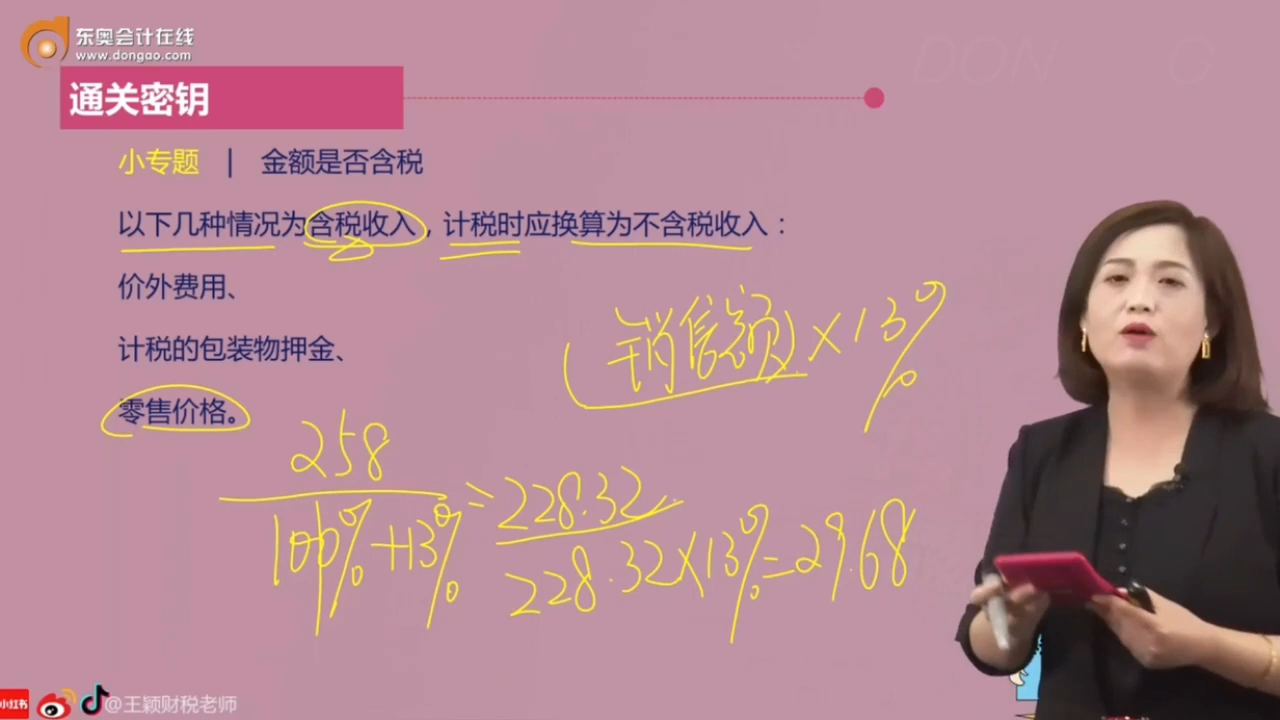 东奥会计在线
www.dongao.com
DON G
通关密钥
小专题 | 金额是否含税
以下几种情况为含税收入，计税时应换算为不含税收入：
价外费用、
计税的包装物押金、
零售价格。
(销售额)×13%
258
100%+13%
=228.32
228.32×13%=29.68
小红书
@王颖财税老师